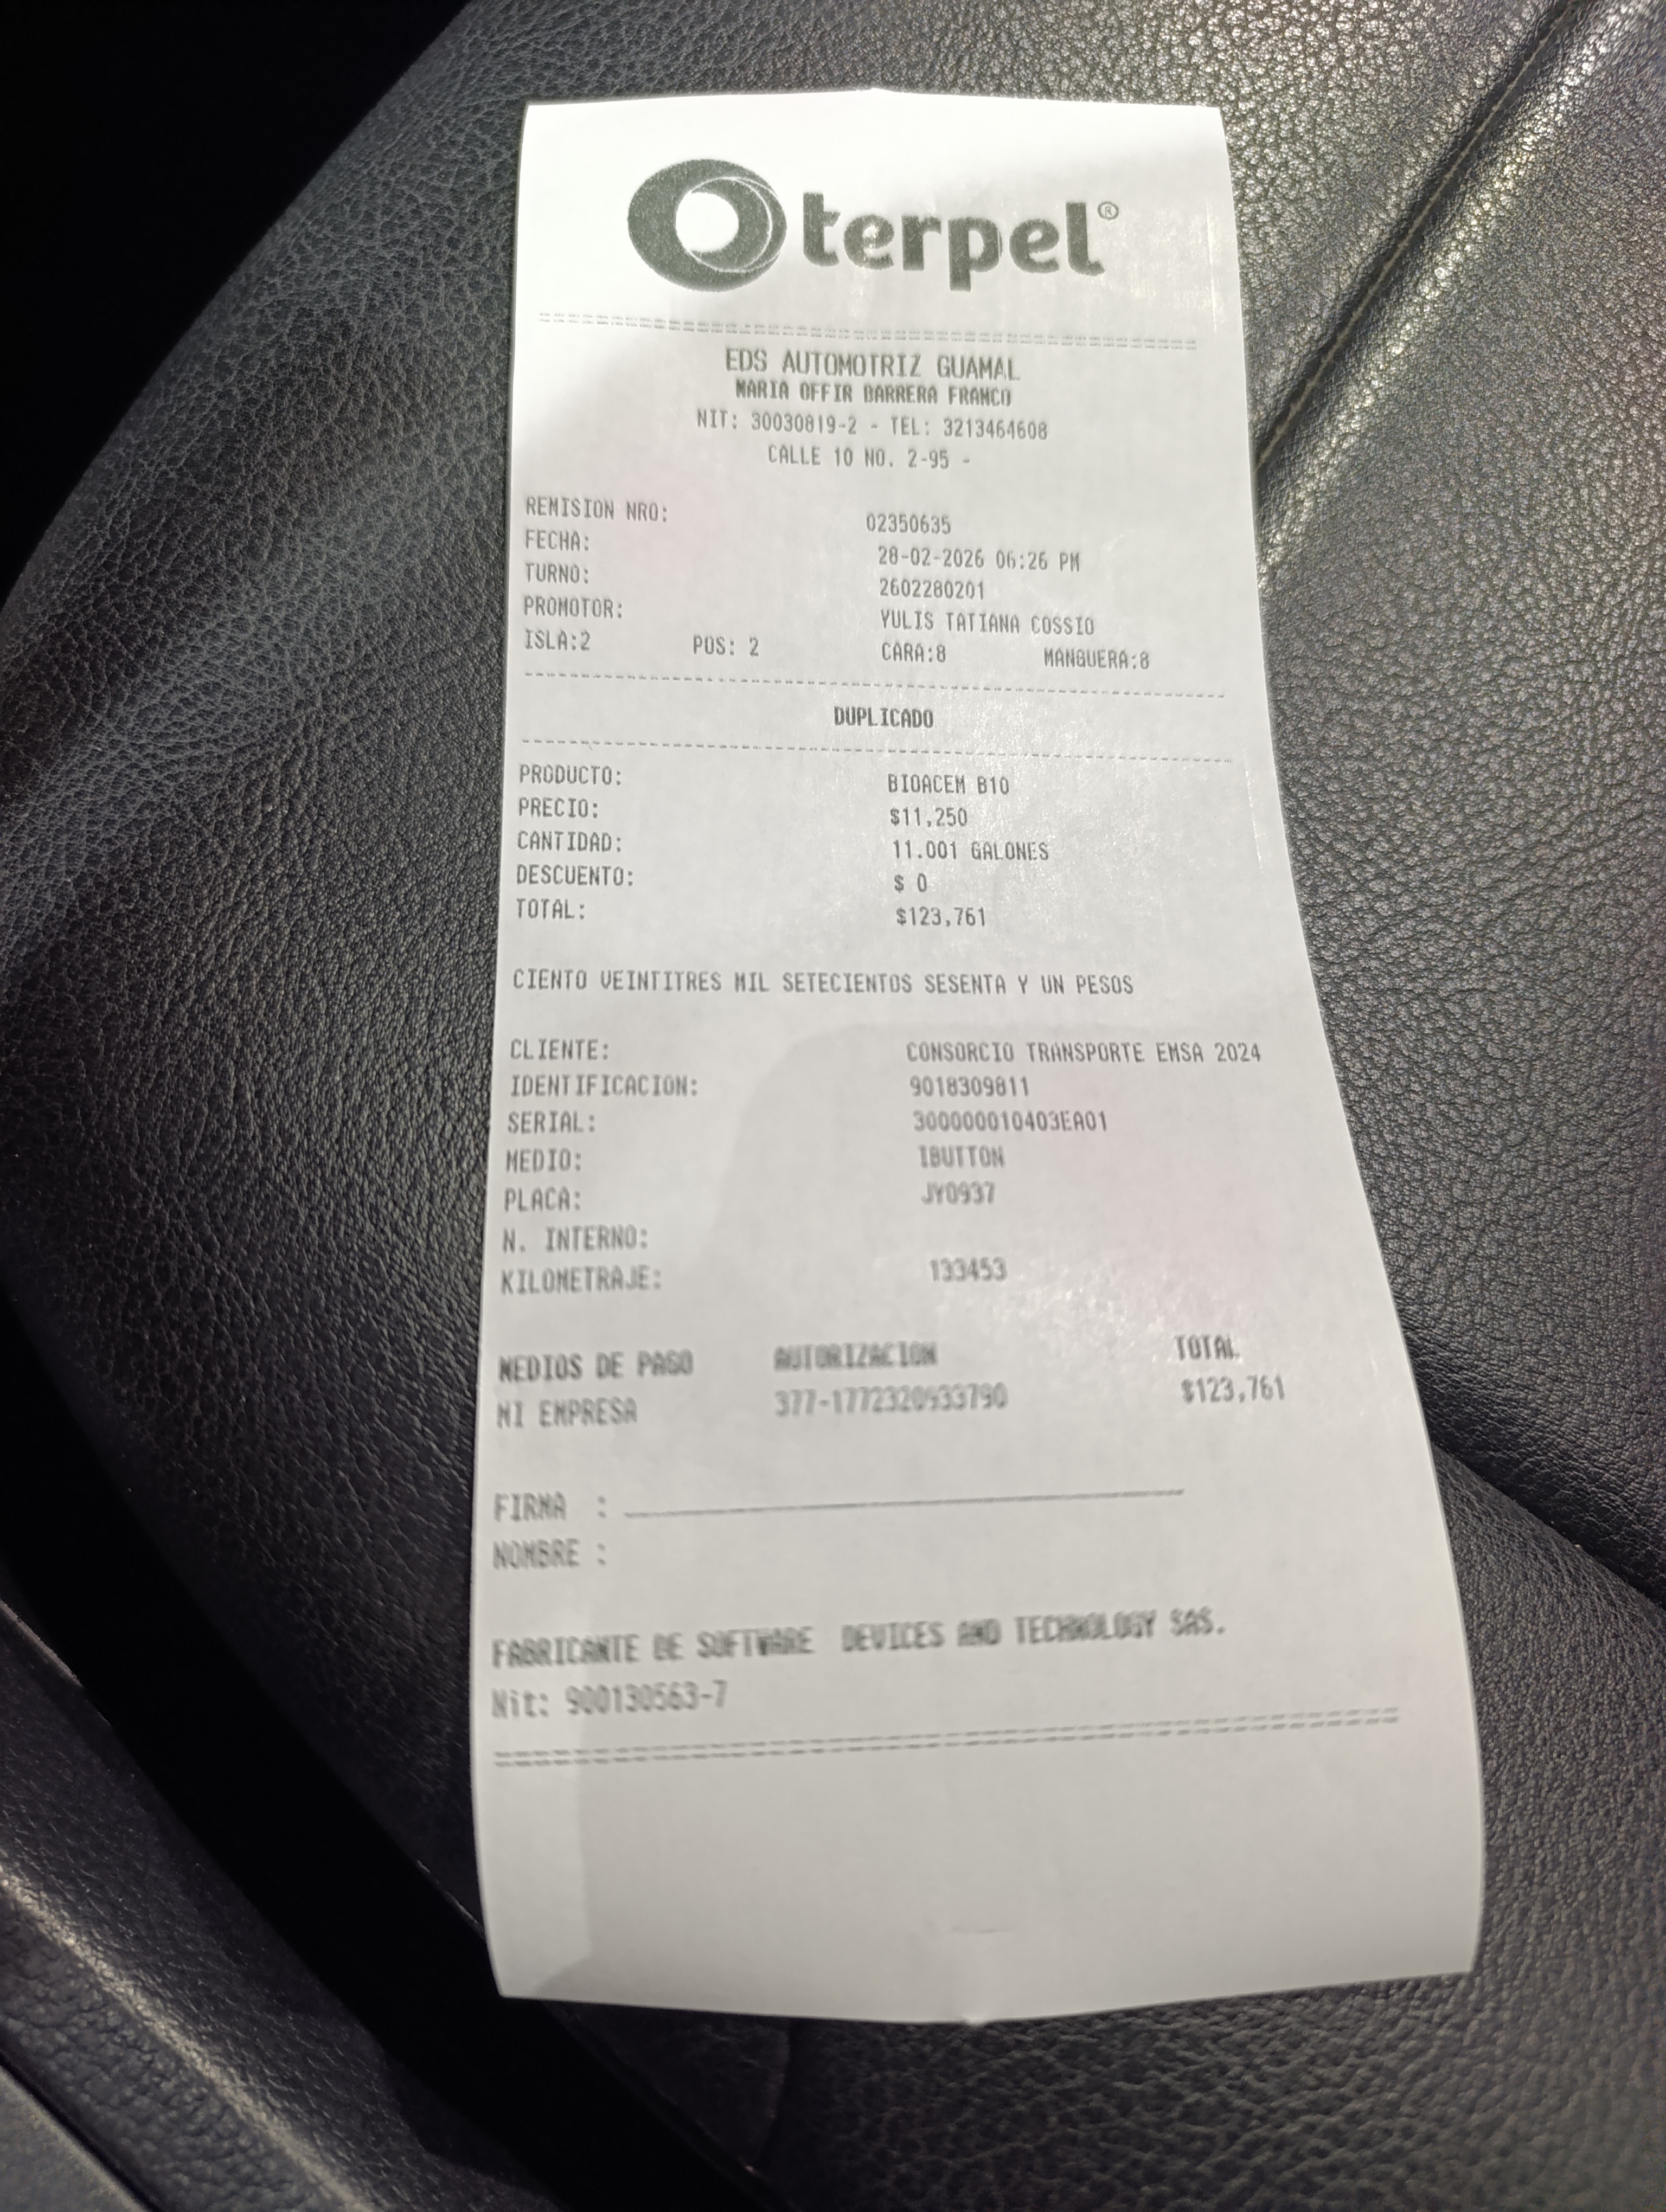 terpel®
EDS AUTOMOTRIZ GUAMAL
MARIA OFFIR BARRERA FRANCO
NIT: 30030819-2 - TEL: 3213464608
CALLE 10 NO. 2-95 -
REMISION NRO: 02350635
FECHA: 28-02-2026 06:26 PM
TURNO: 2602280201
PROMOTOR: YULIS TATIANA COSSIO
ISLA:2 POS: 2 CARA:8 MANGUERA:8
DUPLICADO
PRODUCTO: BIOACEM B10
PRECIO: $11,250
CANTIDAD: 11.001 GALONES
DESCUENTO: $ 0
TOTAL: $123,761
CIENTO VEINTITRES MIL SETECIENTOS SESENTA Y UN PESOS
CLIENTE: CONSORCIO TRANSPORTE EMSA 2024
IDENTIFICACION: 9018309811
SERIAL: 300000010403EA01
MEDIO: IBUTTON
PLACA: JYO937
N. INTERNO:
KILOMETRAJE: 133453
MEDIOS DE PAGO AUTORIZACION TOTAL
MI EMPRESA 377-1772320933790 $123,761
FIRMA :
NOMBRE :
FABRICANTE DE SOFTWARE DEVICES AND TECHNOLOGY SAS.
Nit: 900130563-7